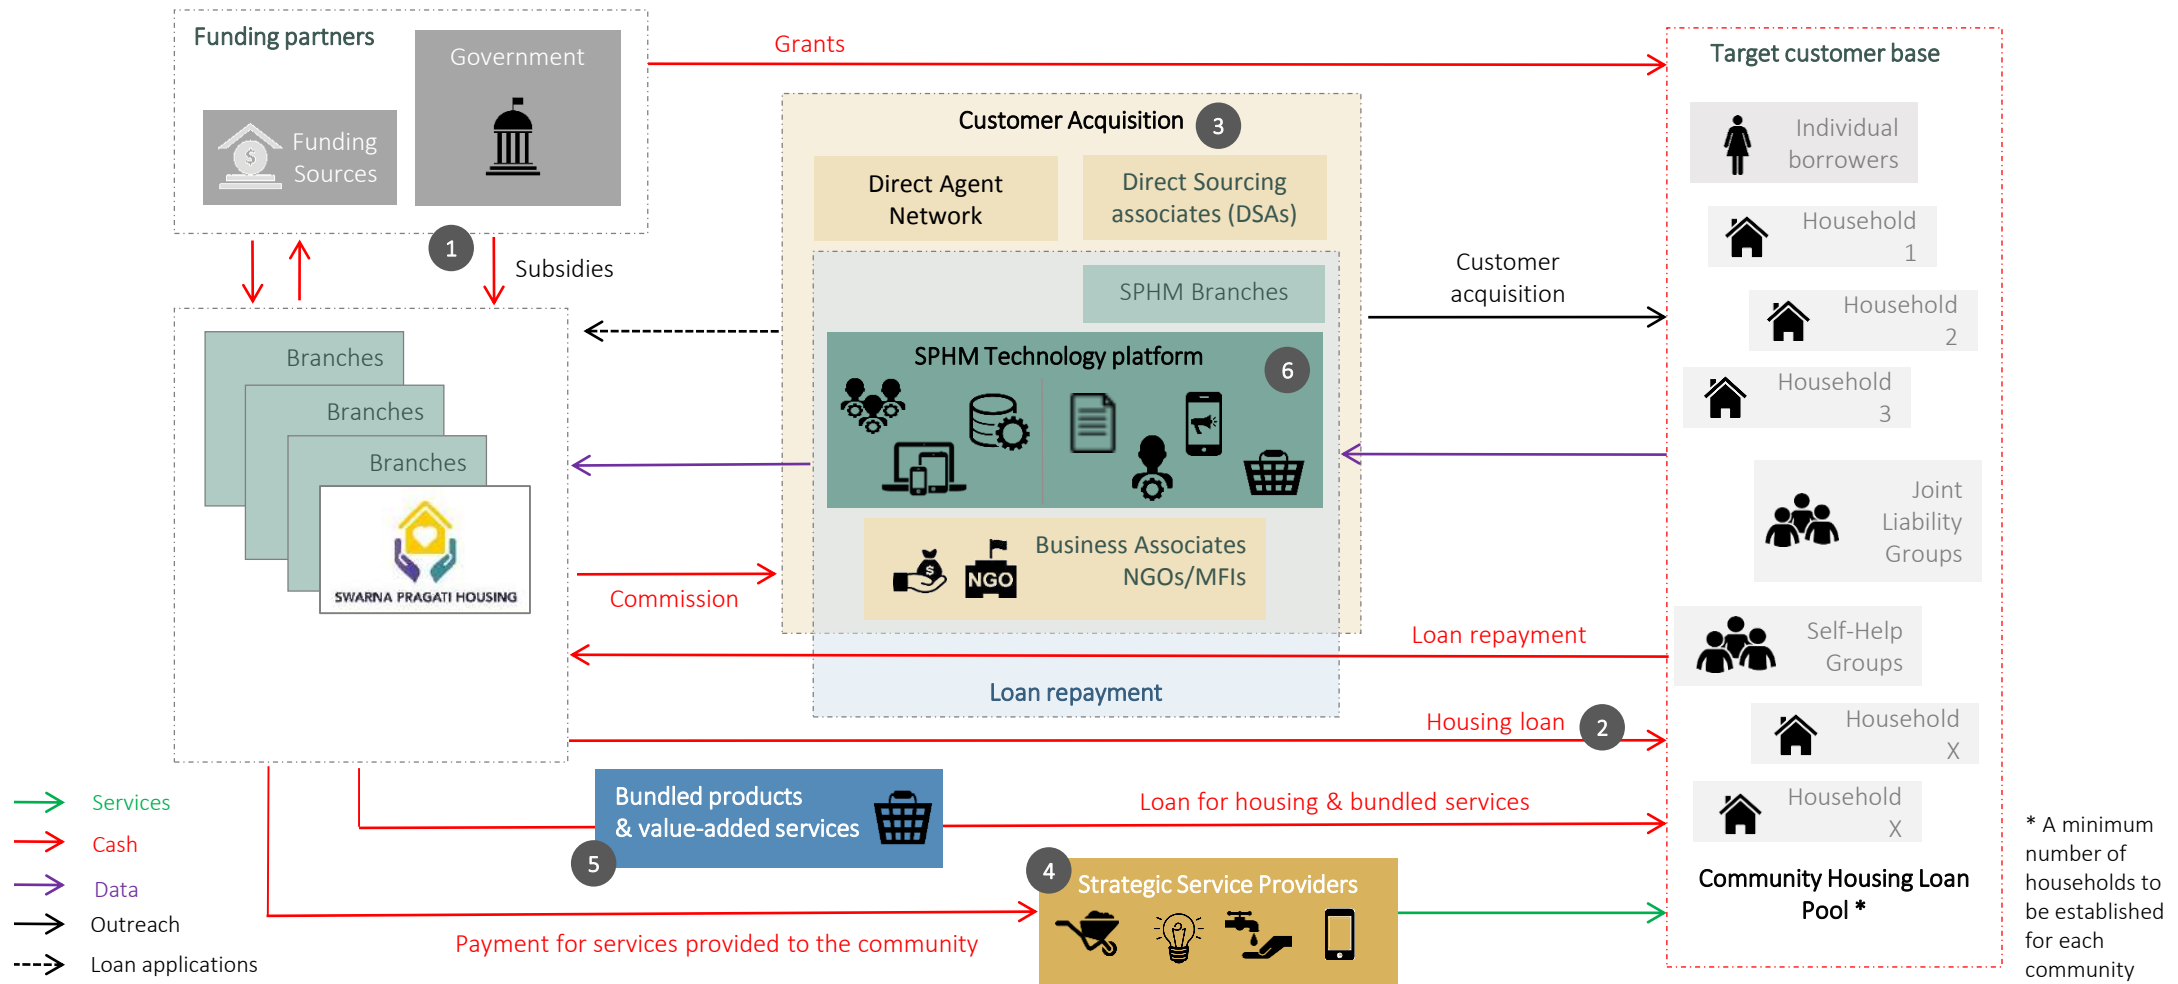 Funding partners
Government
Funding
Sources
Grants
Target customer base
Customer Acquisition
3
Individual
borrowers
Direct Agent
Network
Direct Sourcing
associates (DSAs)
Household
1
1
Subsidies
Customer
acquisition
SPHM Branches
Household
2
Branches
Branches
Branches
SWARNA PRAGATI HOUSING
SPHM Technology platform
6
Household
3
Joint
Liability
Groups
Business Associates
NGOs/MFIs
NGO
Commission
Loan repayment
Self-Help
Groups
Loan repayment
Housing loan
2
Household
X
Bundled products
& value-added services
5
Loan for housing & bundled services
Household
X
4
Strategic Service Providers
Payment for services provided to the community
Community Housing Loan
Pool *
Services
Cash
Data
Outreach
Loan applications
* A minimum
number of
households to
be established
for each
community